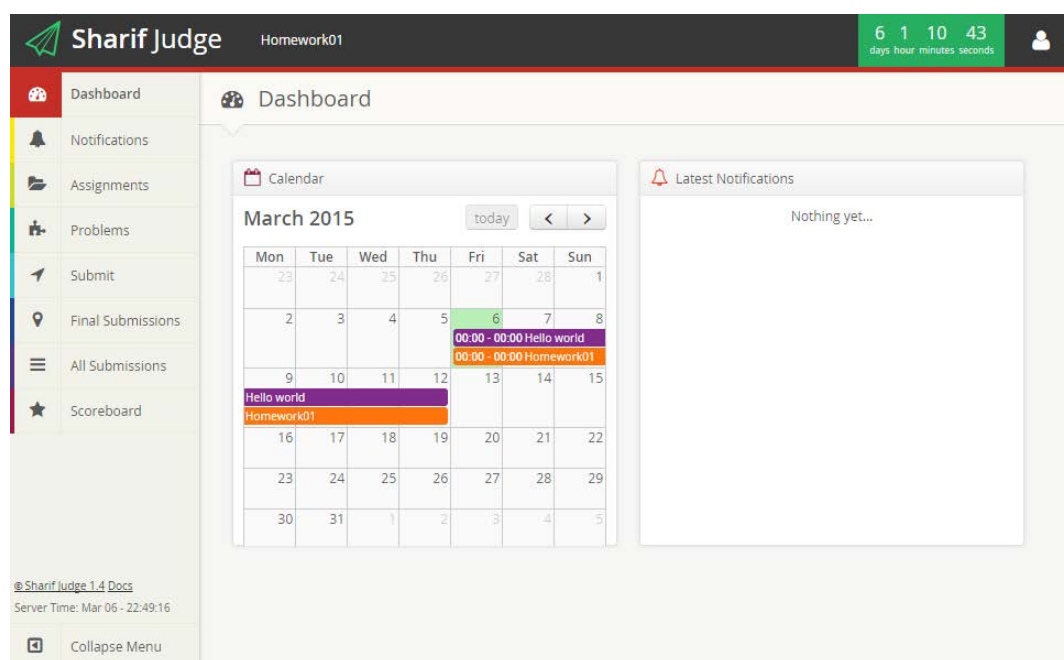 Sharif Judge
Homework01
6 1 10 43
days hour minutes seconds
Dashboard
Notifications
Assignments
Problems
Submit
Final Submissions
All Submissions
Scoreboard
© Sharif Judge 1.4 Docs
Server Time: Mar 06 - 22:49:16
Collapse Menu
Dashboard
Calendar
March 2015 today
Mon Tue Wed Thu Fri Sat Sun
23 24 25 26 27 28 1
2 3 4 5 6 7 8
00:00 - 00:00 Hello world
00:00 - 00:00 Homework01
9 10 11 12 13 14 15
Hello world
Homework01
16 17 18 19 20 21 22
23 24 25 26 27 28 29
30 31 1 2 3 4 5
Latest Notifications
Nothing yet...